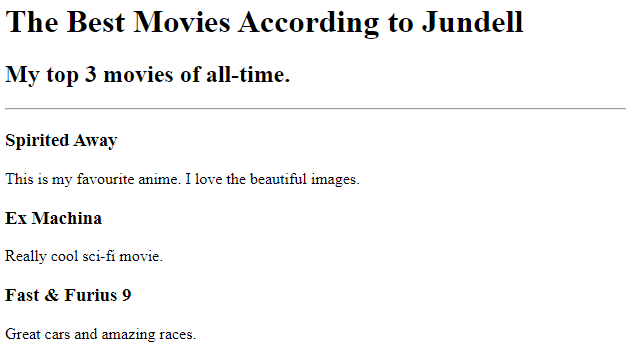 The Best Movies According to Jundell
My top 3 movies of all-time.
Spirited Away
This is my favourite anime. I love the beautiful images.
Ex Machina
Really cool sci-fi movie.
Fast & Furius 9
Great cars and amazing races.